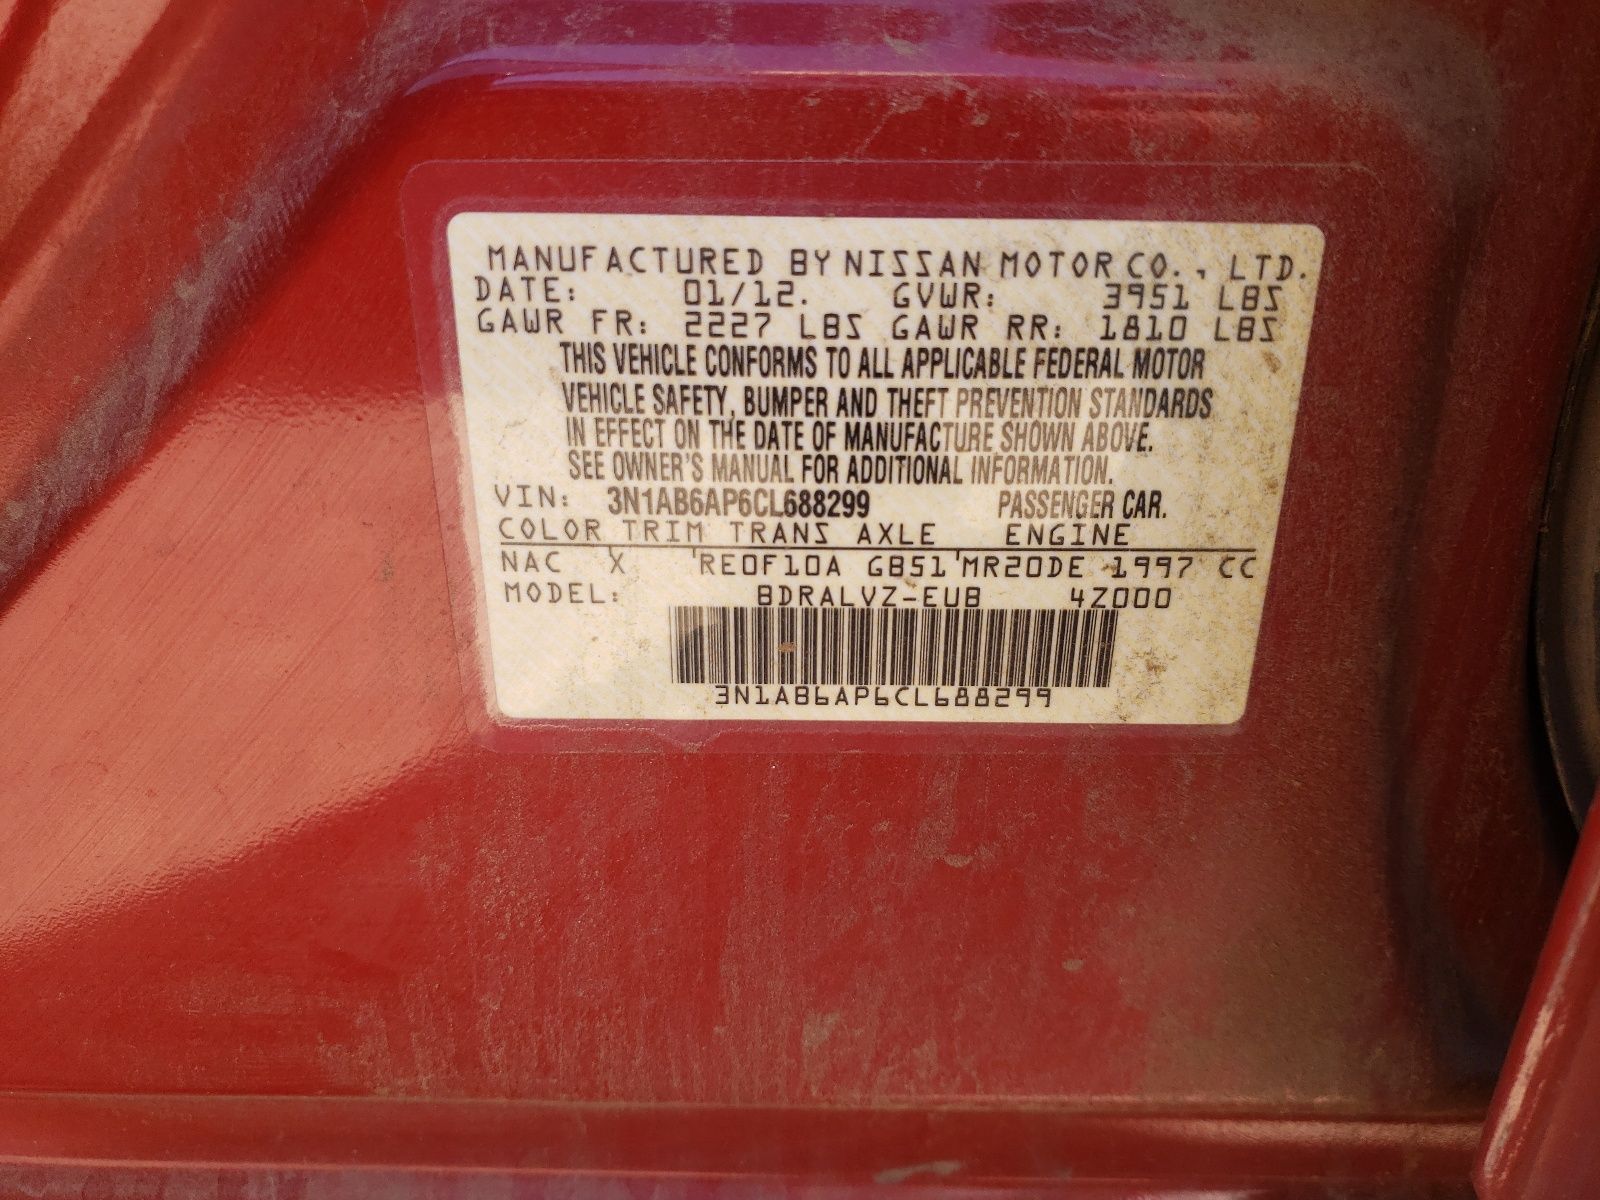 MANUFACTURED BY NISSAN MOTOR CO., LTD.
DATE: 01/12. GVWR: 3951 LBS
GAWR FR: 2227 LBS GAWR RR: 1810 LBS
THIS VEHICLE CONFORMS TO ALL APPLICABLE FEDERAL MOTOR
VEHICLE SAFETY, BUMPER AND THEFT PREVENTION STANDARDS
IN EFFECT ON THE DATE OF MANUFACTURE SHOWN ABOVE.
SEE OWNER'S MANUAL FOR ADDITIONAL INFORMATION.
VIN: 3N1AB6AP6CL688299 PASSENGER CAR.
COLOR TRIM TRANS AXLE ENGINE
NAC X RE0F10A GB51 MR20DE 1997 CC
MODEL: BDRALVZ-EUB 4Z000
3N1AB6AP6CL688299